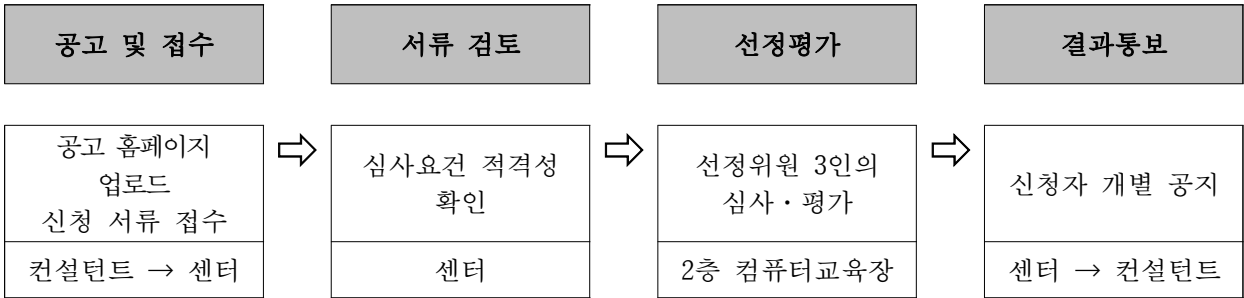 공고 및 접수
서류 검토
선정평가
결과통보
공고 홈페이지
업로드
신청 서류 접수
⇨
심사요건 적격성
확인
⇨
선정위원 3인의
심사・평가
⇨
신청자 개별 공지
컨설턴트 → 센터
센터
2층 컴퓨터교육장
센터 → 컨설턴트